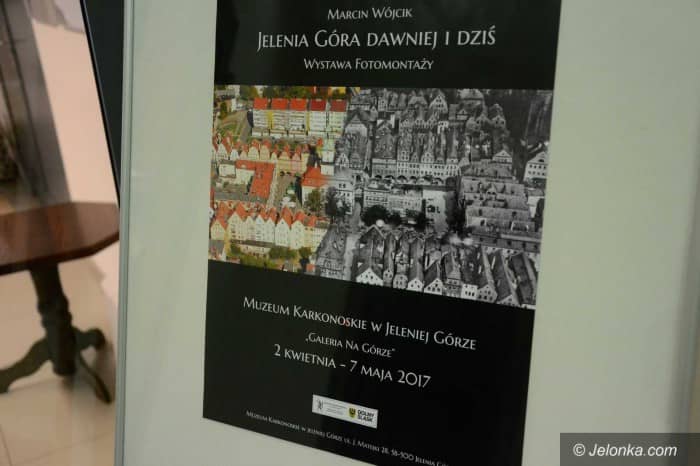 Marcin Wójcik
Jelenia Góra dawniej i dziś
Wystawa Fotomontaży
Muzeum Karkonoskie w Jeleniej Górze
„Galeria Na Górze”
2 kwietnia - 7 maja 2017
DOLNY
ŚLĄSK
Muzeum Karkonoskie w Jeleniej Górze ul. J. Matejki 28, 58-500 Jelenia
© Jelonka.com